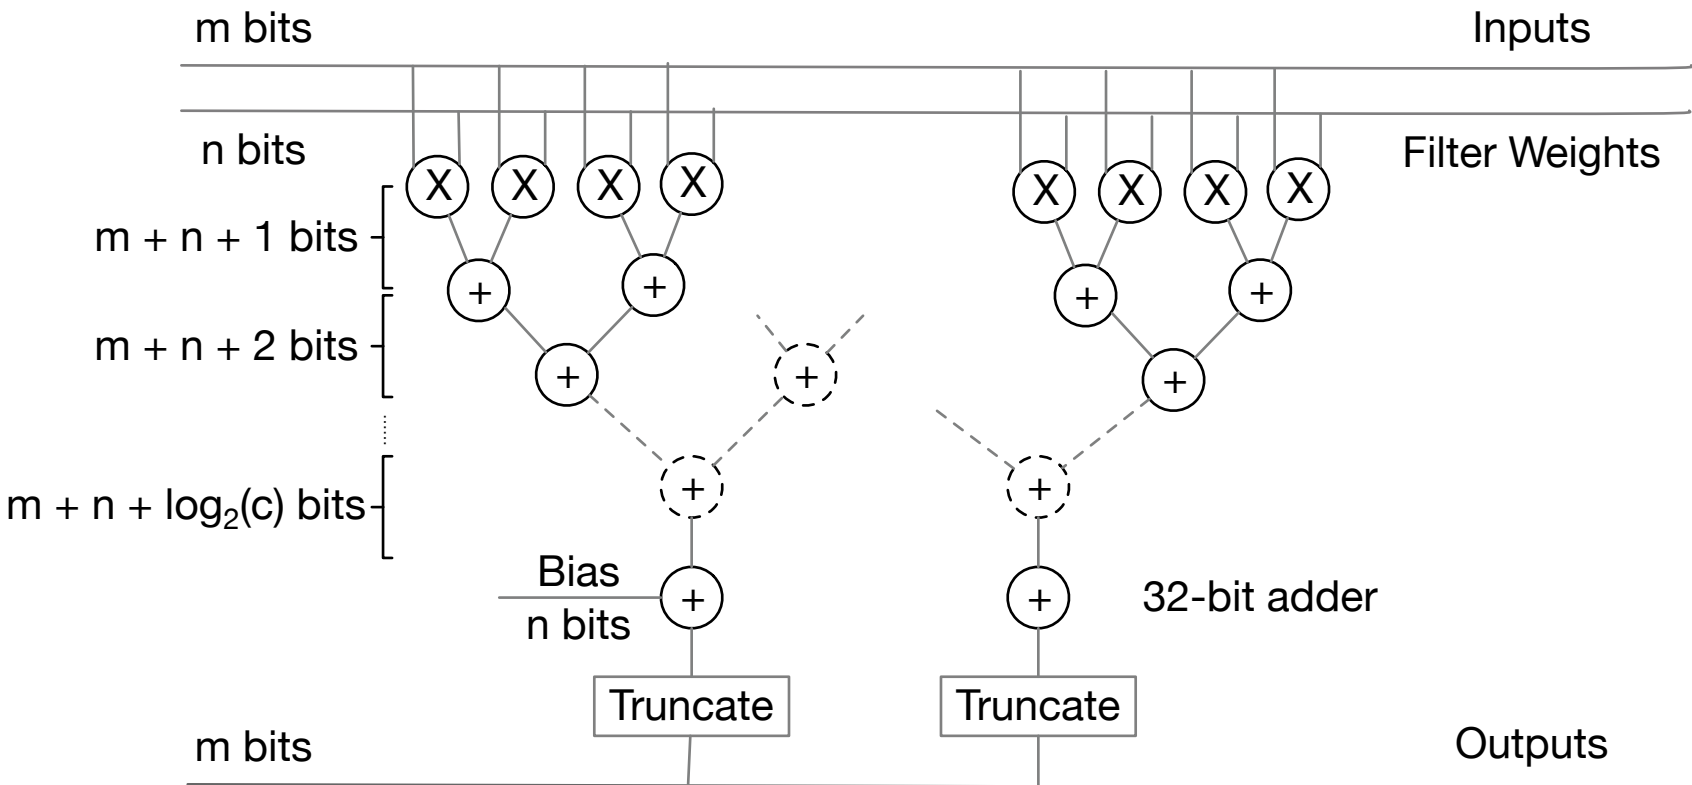 m bits
Inputs
n bits
Filter Weights
X X X X X X X X
m + n + 1 bits
+ + + +
m + n + 2 bits
+ + +
m + n + log₂(c) bits
+ +
Bias
+ +
32-bit adder
n bits
Truncate Truncate
m bits
Outputs